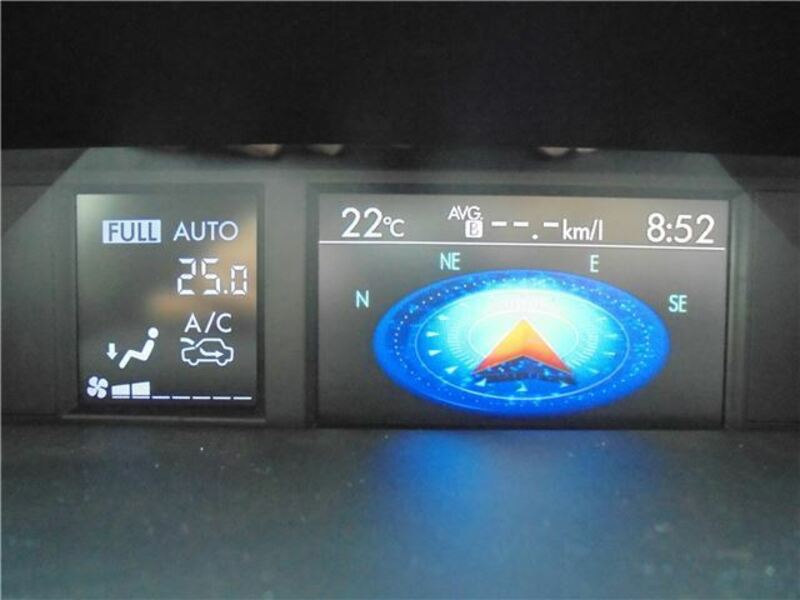 FULL AUTO
25.0
A/C
22°C AVG. B --.-km/l 8:52
NE E
N SE